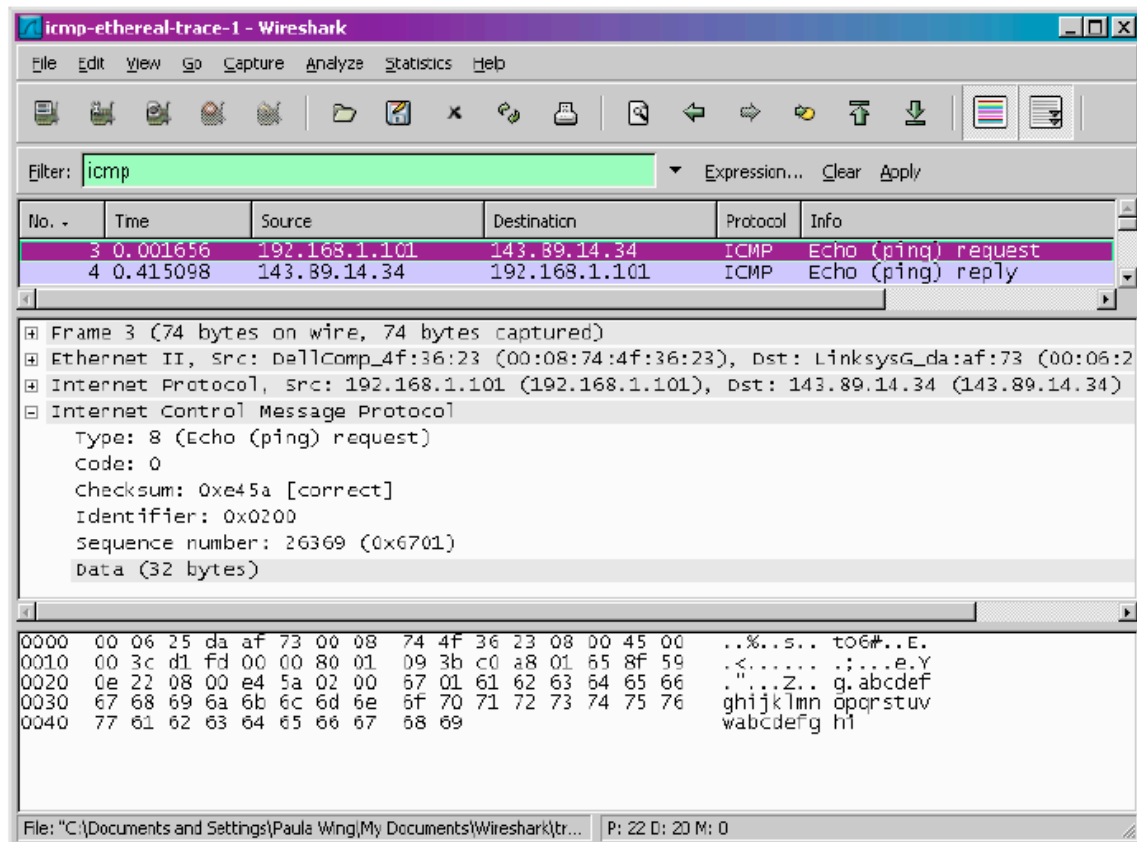 icmp-ethereal-trace-1 - Wireshark
File Edit View Go Capture Analyze Statistics Help
Filter: icmp Expression... Clear Apply
No. - Time Source Destination Protocol Info
3 0.001656 192.168.1.101 143.89.14.34 ICMP Echo (ping) request
4 0.415098 143.89.14.34 192.168.1.101 ICMP Echo (ping) reply
Frame 3 (74 bytes on wire, 74 bytes captured)
Ethernet II, Src: DellComp_4f:36:23 (00:08:74:4f:36:23), Dst: LinksysG_da:af:73 (00:06:2
Internet Protocol, Src: 192.168.1.101 (192.168.1.101), Dst: 143.89.14.34 (143.89.14.34)
Internet Control Message Protocol
Type: 8 (Echo (ping) request)
Code: 0
Checksum: 0xe45a [correct]
Identifier: 0x0200
Sequence number: 26369 (0x6701)
Data (32 bytes)
0000 00 06 25 da af 73 00 08 74 4f 36 23 08 00 45 00 ..%..s.. tO6#..E.
0010 00 3c d1 fd 00 00 80 01 09 3b c0 a8 01 65 8f 59 .<...... .;...e.Y
0020 0e 22 08 00 e4 5a 02 00 67 01 61 62 63 64 65 66 ."...Z.. g.abcdef
0030 67 68 69 6a 6b 6c 6d 6e 6f 70 71 72 73 74 75 76 ghijklmn opqrstuv
0040 77 61 62 63 64 65 66 67 68 69 wabcdefg hi
File: "C:\Documents and Settings\Paula Wing\My Documents\Wireshark\tr... P: 22 D: 20 M: 0